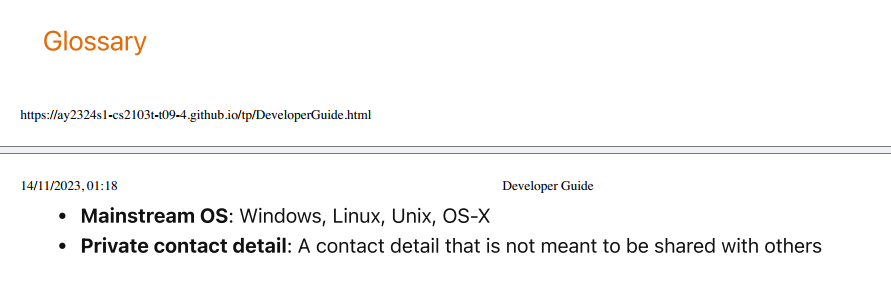 Glossary
https://ay2324s1-cs2103t-t09-4.github.io/tp/DeveloperGuide.html
14/11/2023, 01:18 Developer Guide
• Mainstream OS: Windows, Linux, Unix, OS-X
• Private contact detail: A contact detail that is not meant to be shared with others